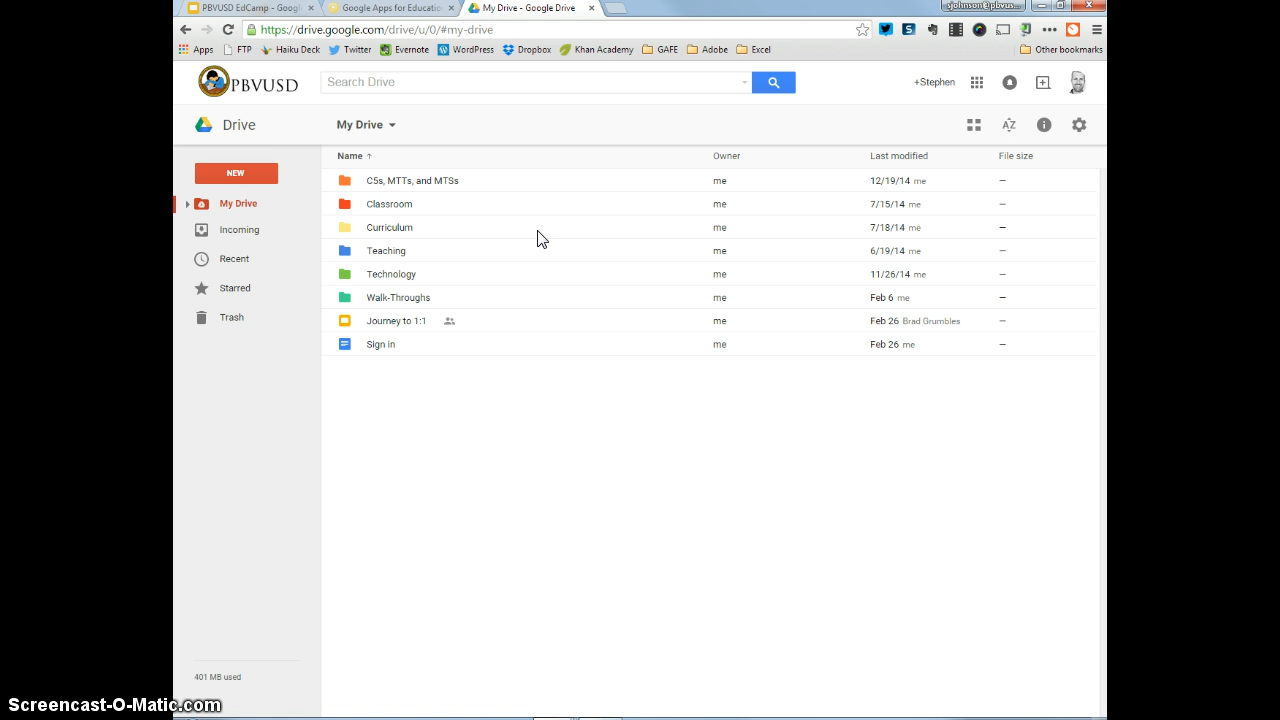 PBVUSD EdCamp - Googl
Google Apps for Educatio
My Drive - Google Drive
sjohnson@pbvus...
https://drive.google.com/drive/u/0/#my-drive
Apps FTP Haiku Deck Twitter Evernote WordPress Dropbox Khan Academy GAFE Adobe Excel Other bookmarks
PBVUSD Search Drive +Stephen
Drive My Drive AZ
Name Owner Last modified File size
NEW
C5s, MTTs, and MTSs me 12/19/14 me –
My Drive
Classroom me 7/15/14 me –
Incoming
Curriculum me 7/18/14 me –
Recent
Teaching me 6/19/14 me –
Technology me 11/26/14 me –
Starred
Walk-Throughs me Feb 6 me –
Trash
Journey to 1:1 me Feb 26 Brad Grumbles –
Sign in me Feb 26 me –
401 MB used
Screencast-O-Matic.com